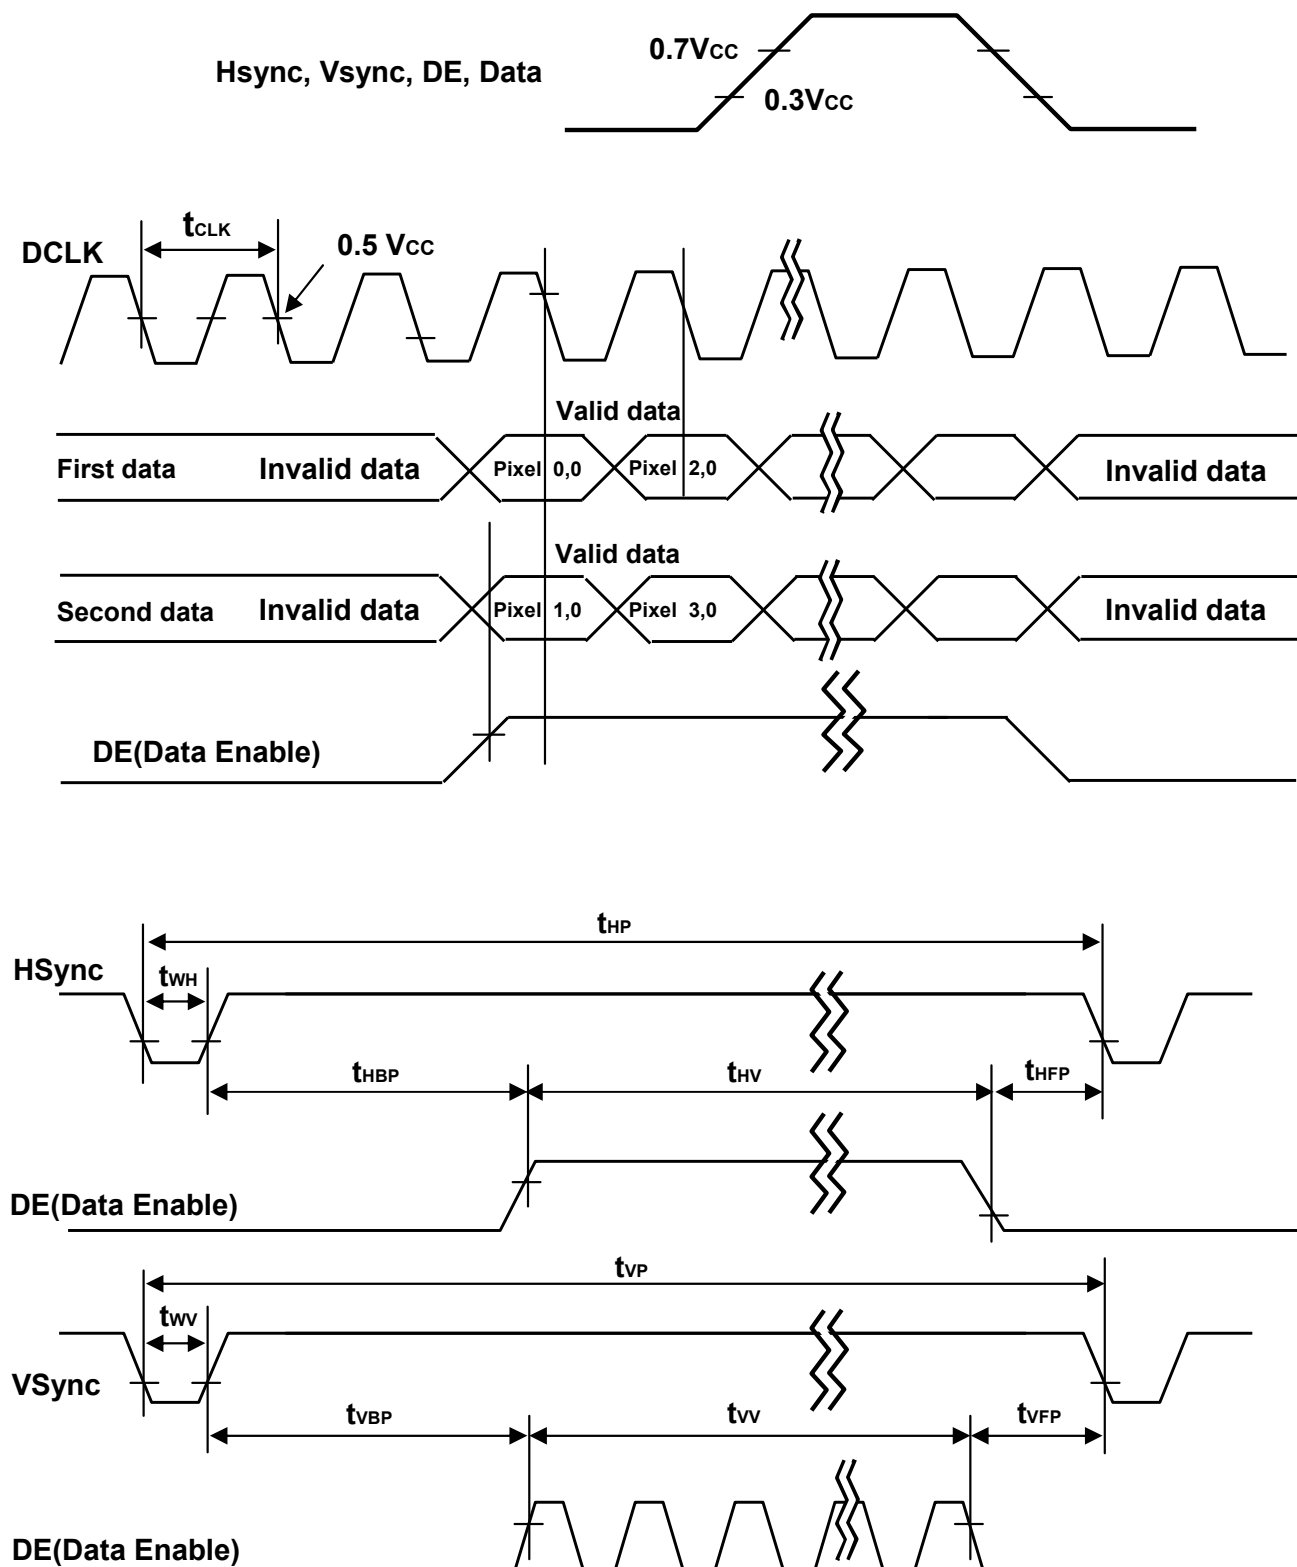 0.7VCC
Hsync, Vsync, DE, Data
0.3VCC
tCLK
DCLK
0.5 VCC
Valid data
First data
Invalid data
Pixel 0,0
Pixel 2,0
Invalid data
Valid data
Second data
Invalid data
Pixel 1,0
Pixel 3,0
Invalid data
DE(Data Enable)
tHP
HSync
tWH
tHBP
tHV
tHFP
DE(Data Enable)
tVP
tWV
VSync
tVBP
tVV
tVFP
DE(Data Enable)